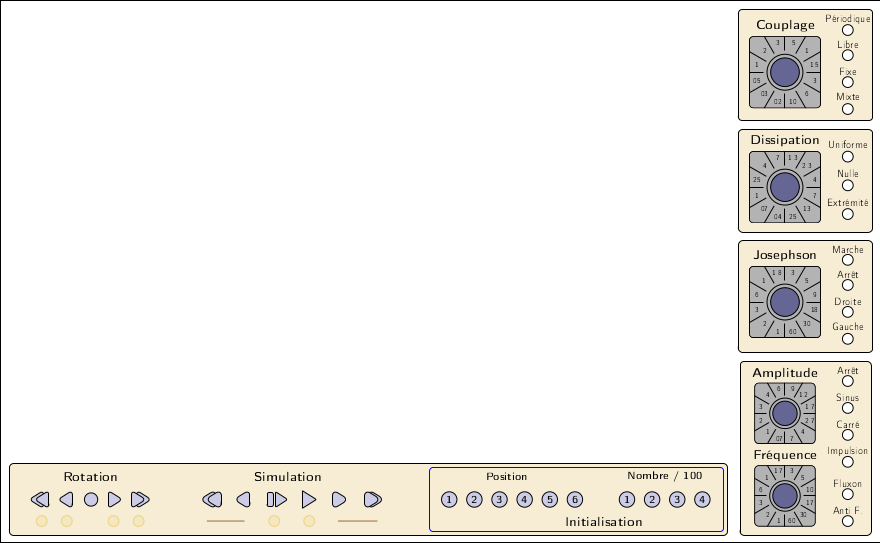 Couplage
Périodique
Libre
Fixe
Mixte
3 5
2 1
1 1 5
05 3
03 6
02 10
Dissipation
Uniforme
Nulle
Extrémité
7 1 3
4 2 3
25 4
1 7
07 13
04 25
Josephson
Marche
Arrêt
Droite
Gauche
1 8 3
1 5
6 9
3 18
2 30
1 60
Amplitude
Arrêt
Sinus
Carré
Impulsion
6 9
4 1 2
3 1 7
2 2 7
1 4
07 7
Fréquence
Fluxon
Anti F.
1 7 3
1 5
6 10
3 17
2 30
1 60
Rotation
Simulation
Position
Nombre / 100
1 2 3 4 5 6
1 2 3 4
Initialisation